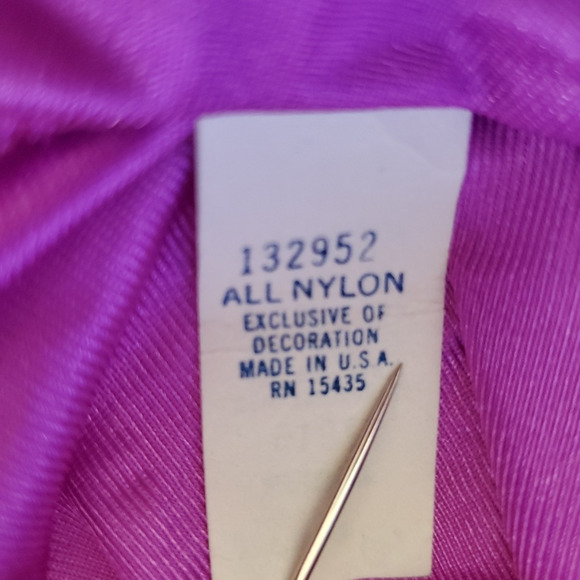 132952
ALL NYLON
EXCLUSIVE OF
DECORATION
MADE IN U.S.A.
RN 15435